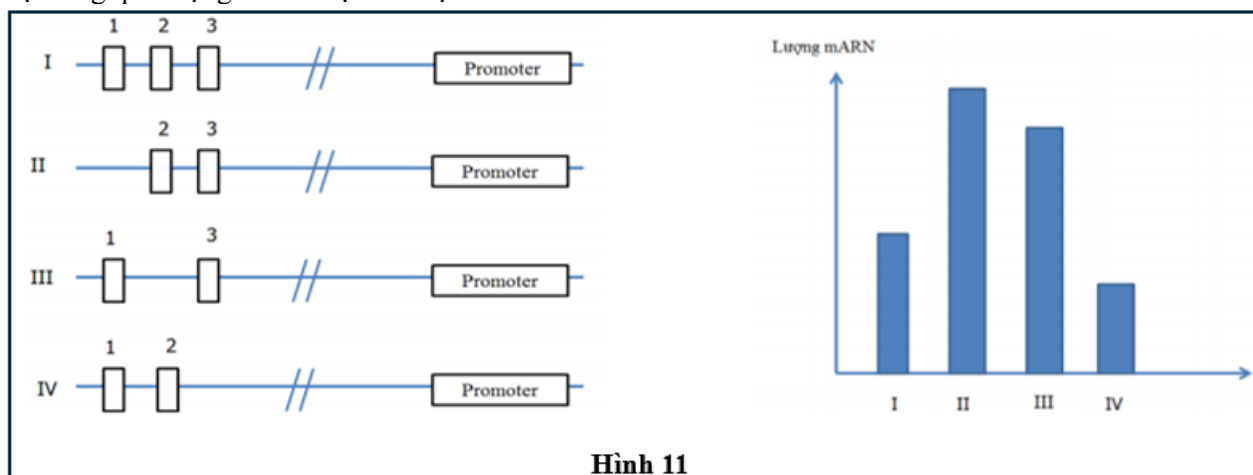 1 2 3
I
Promoter
2 3
II
Promoter
1 3
III
Promoter
1 2
IV
Promoter
Lượng mARN
I II III IV
Hình 11